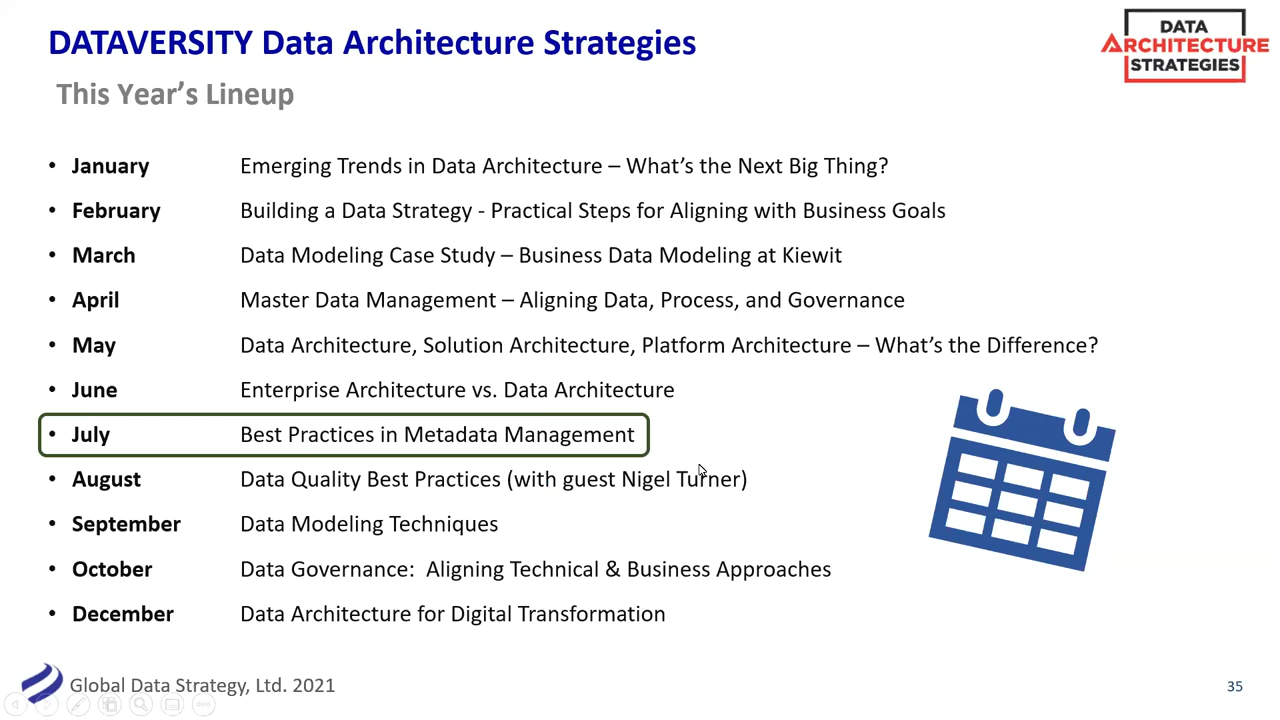 DATAVERSITY Data Architecture Strategies
This Year's Lineup
DATA
ARCHITECTURE
STRATEGIES
• January Emerging Trends in Data Architecture – What's the Next Big Thing?
• February Building a Data Strategy - Practical Steps for Aligning with Business Goals
• March Data Modeling Case Study – Business Data Modeling at Kiewit
• April Master Data Management – Aligning Data, Process, and Governance
• May Data Architecture, Solution Architecture, Platform Architecture – What's the Difference?
• June Enterprise Architecture vs. Data Architecture
• July Best Practices in Metadata Management
• August Data Quality Best Practices (with guest Nigel Turner)
• September Data Modeling Techniques
• October Data Governance: Aligning Technical & Business Approaches
• December Data Architecture for Digital Transformation
Global Data Strategy, Ltd. 2021
35